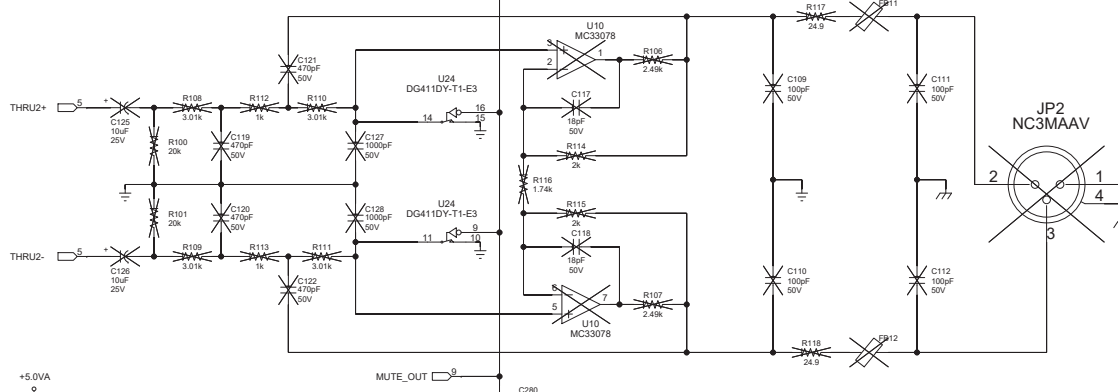 R117
24.9
FB11
U10
MC33078
3
1
2
R106
2.49k
C121
470pF
50V
U24
DG411DY-T1-E3
C109
100pF
50V
C111
100pF
50V
THRU2+
5
+
C125
10uF
25V
R108
3.01k
R112
1k
R110
3.01k
16
14
15
C117
18pF
50V
JP2
NC3MAAV
R100
20k
C119
470pF
50V
C127
1000pF
50V
R114
2k
R116
1.74k
2
1
4
3
R101
20k
C120
470pF
50V
C128
1000pF
50V
U24
DG411DY-T1-E3
R115
2k
9
11
10
C118
18pF
50V
THRU2-
5
+
C126
10uF
25V
R109
3.01k
R113
1k
R111
3.01k
C122
470pF
50V
C110
100pF
50V
C112
100pF
50V
6
7
5
R107
2.49k
U10
MC33078
R118
24.9
FB12
+5.0VA
MUTE_OUT
9
C280